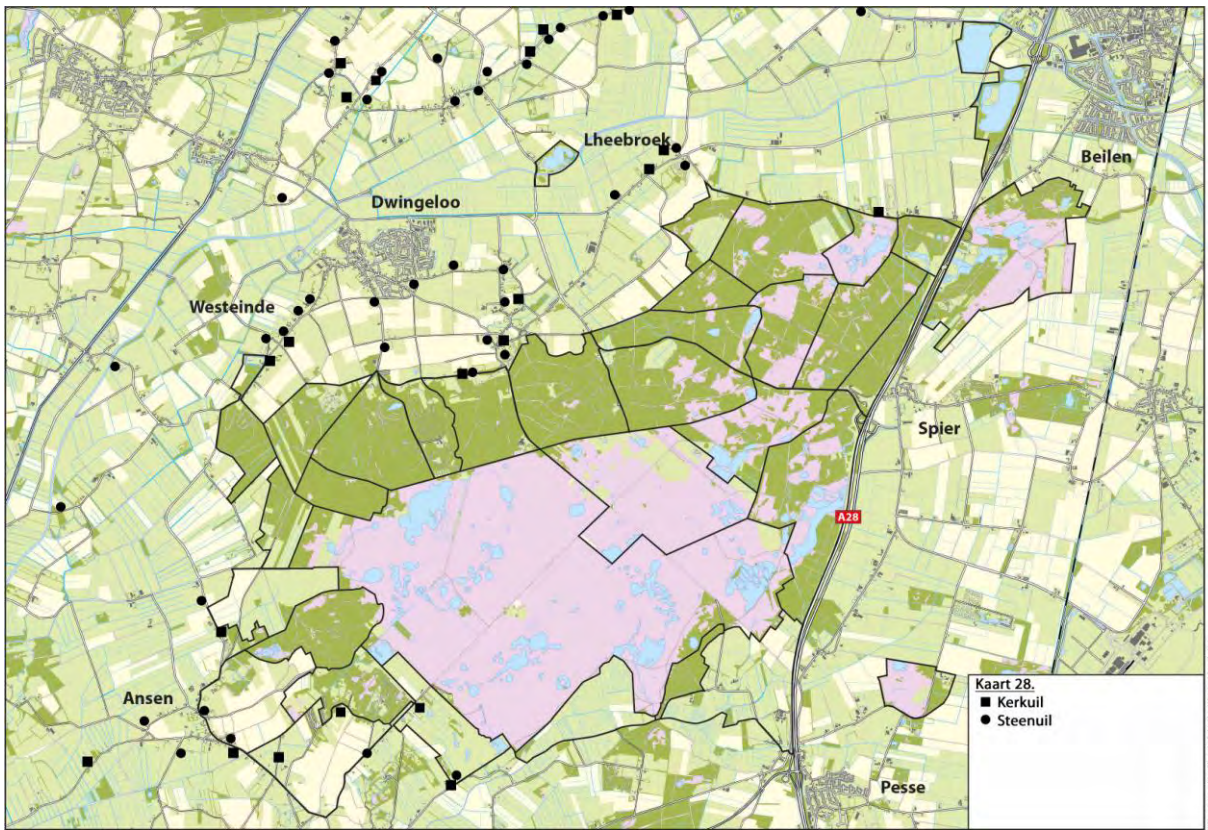 Lheebroek
Beilen
Dwingeloo
Westeinde
Spier
A28
Ansen
Kaart 28.
Kerkuil
Steenuil
Pesse